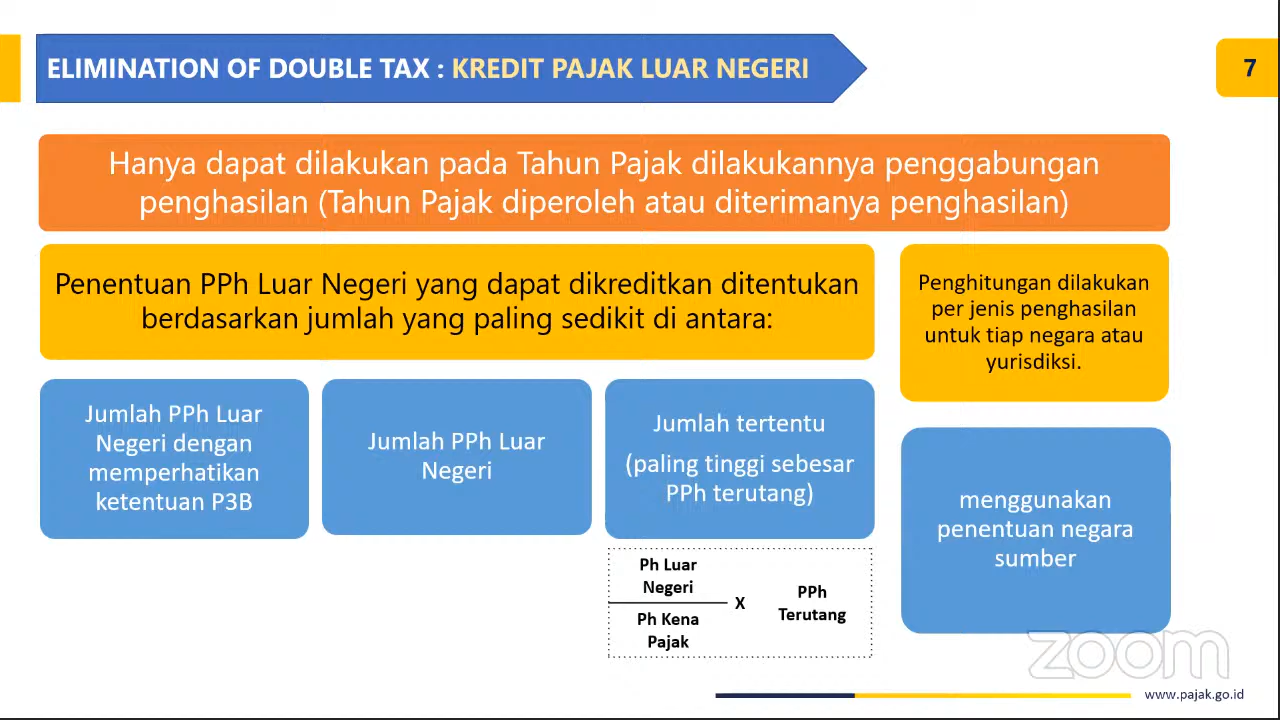 ELIMINATION OF DOUBLE TAX : KREDIT PAJAK LUAR NEGERI
7
Hanya dapat dilakukan pada Tahun Pajak dilakukannya penggabungan
penghasilan (Tahun Pajak diperoleh atau diterimanya penghasilan)
Penentuan PPh Luar Negeri yang dapat dikreditkan ditentukan
berdasarkan jumlah yang paling sedikit di antara:
Penghitungan dilakukan
per jenis penghasilan
untuk tiap negara atau
yurisdiksi.
Jumlah PPh Luar
Negeri dengan
memperhatikan
ketentuan P3B
Jumlah PPh Luar
Negeri
Jumlah tertentu
(paling tinggi sebesar
PPh terutang)
menggunakan
penentuan negara
sumber
Ph Luar
Negeri
Ph Kena
Pajak
X
PPh
Terutang
zoom
www.pajak.go.id